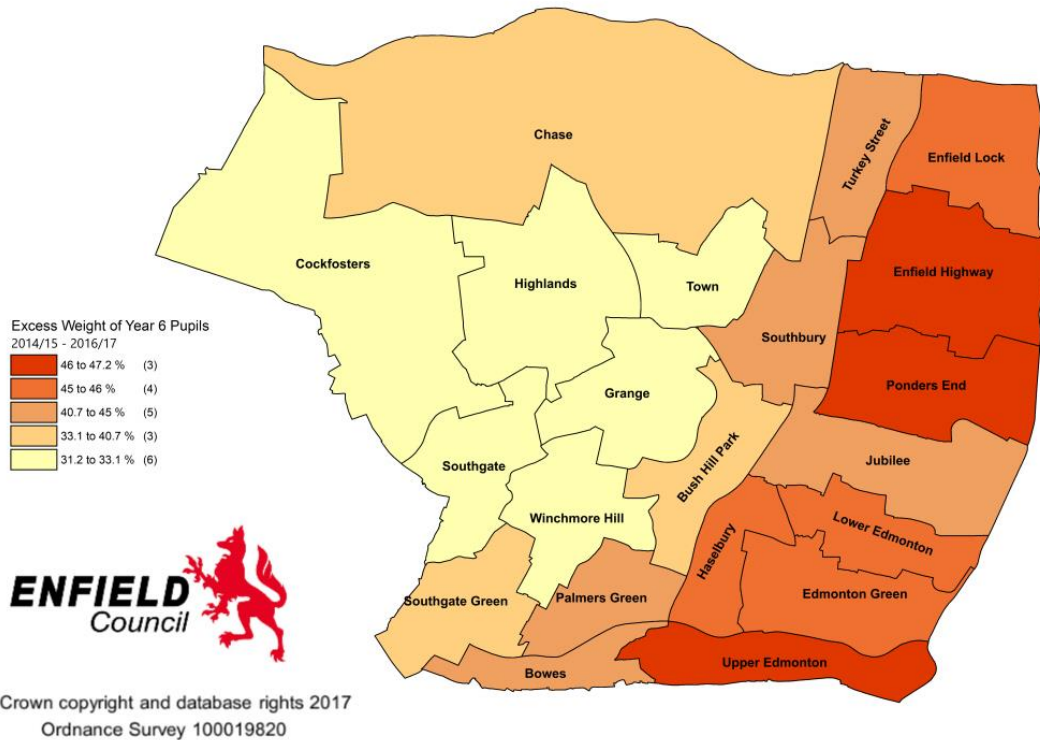 Chase
Turkey Street
Enfield Lock
Cockfosters
Highlands
Town
Enfield Highway
Southbury
Ponders End
Grange
Southgate
Bush Hill Park
Jubilee
Winchmore Hill
Haselbury
Lower Edmonton
Southgate Green
Palmers Green
Edmonton Green
Bowes
Upper Edmonton
Excess Weight of Year 6 Pupils
2014/15 - 2016/17
46 to 47.2 % (3)
45 to 46 % (4)
40.7 to 45 % (5)
33.1 to 40.7 % (3)
31.2 to 33.1 % (6)
ENFIELD
Council
Crown copyright and database rights 2017
Ordnance Survey 100019820